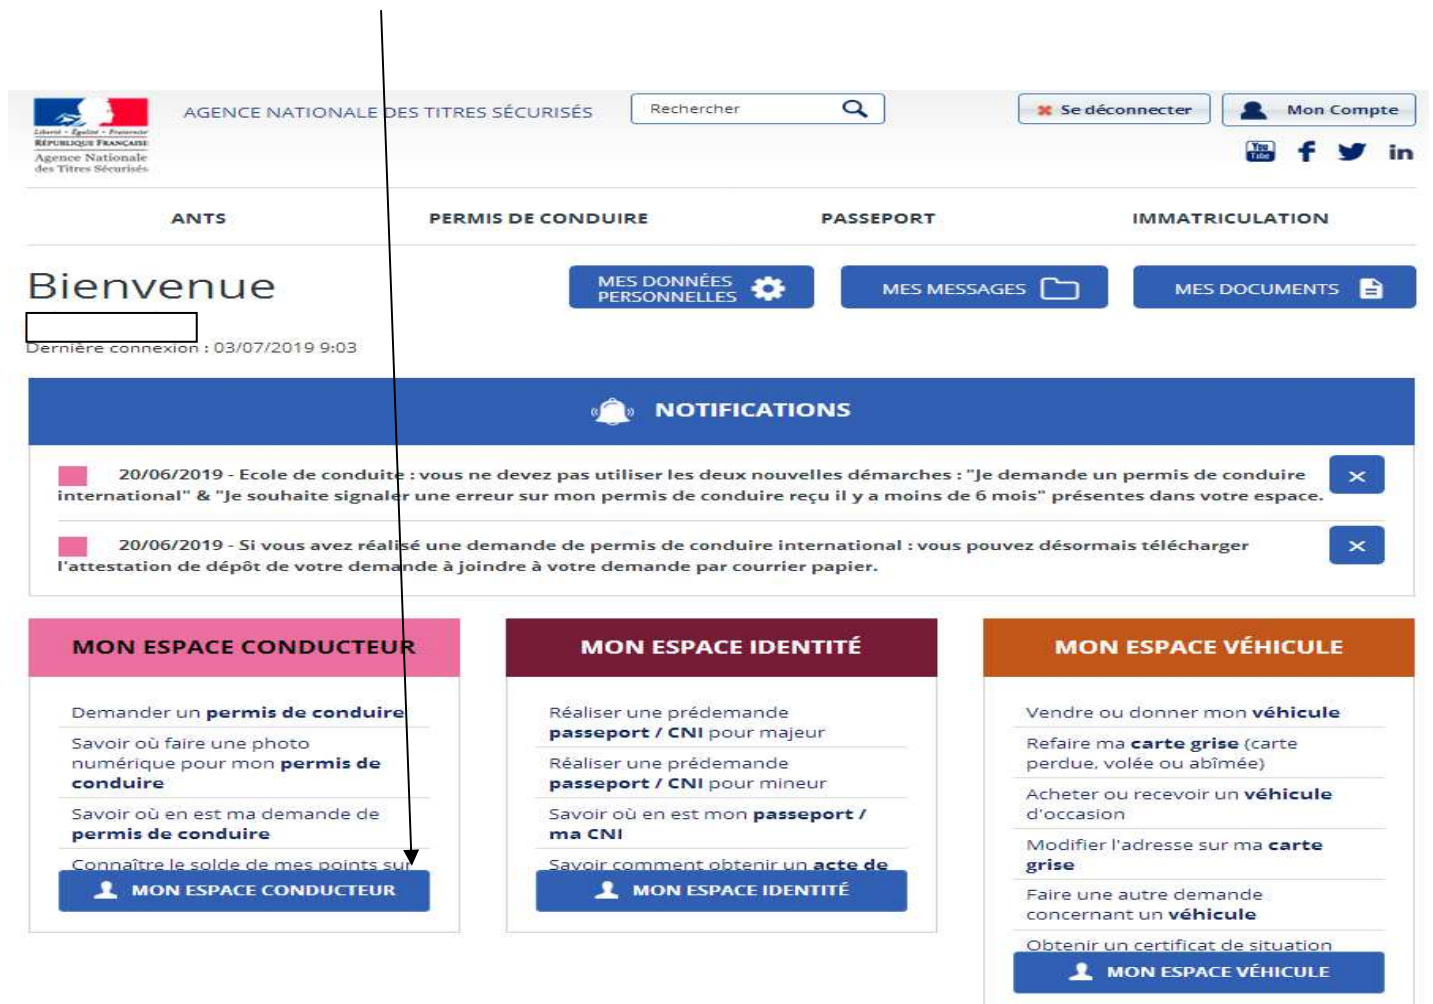 AGENCE NATIONALE DES TITRES SÉCURISÉS
Rechercher
Se déconnecter
Mon Compte
Liberté • Égalité • Fraternité
RÉPUBLIQUE FRANÇAISE
Agence Nationale
des Titres Sécurisés
You
Tube
f
in
ANTS
PERMIS DE CONDUIRE
PASSEPORT
IMMATRICULATION
Bienvenue
MES DONNÉES
PERSONNELLES
MES MESSAGES
MES DOCUMENTS
Dernière connexion : 03/07/2019 9:03
NOTIFICATIONS
20/06/2019 - Ecole de conduite : vous ne devez pas utiliser les deux nouvelles démarches : "Je demande un permis de conduire
international" & "Je souhaite signaler une erreur sur mon permis de conduire reçu il y a moins de 6 mois" présentes dans votre espace.
20/06/2019 - Si vous avez réalisé une demande de permis de conduire international : vous pouvez désormais télécharger
l'attestation de dépôt de votre demande à joindre à votre demande par courrier papier.
MON ESPACE CONDUCTEUR
Demander un permis de conduire
Savoir où faire une photo
numérique pour mon permis de
conduire
Savoir où en est ma demande de
permis de conduire
Connaître le solde de mes points sur
MON ESPACE CONDUCTEUR
MON ESPACE IDENTITÉ
Réaliser une prédemande
passeport / CNI pour majeur
Réaliser une prédemande
passeport / CNI pour mineur
Savoir où en est mon passeport /
ma CNI
Savoir comment obtenir un acte de
MON ESPACE IDENTITÉ
MON ESPACE VÉHICULE
Vendre ou donner mon véhicule
Refaire ma carte grise (carte
perdue, volée ou abîmée)
Acheter ou recevoir un véhicule
d'occasion
Modifier l'adresse sur ma carte
grise
Faire une autre demande
concernant un véhicule
Obtenir un certificat de situation
MON ESPACE VÉHICULE